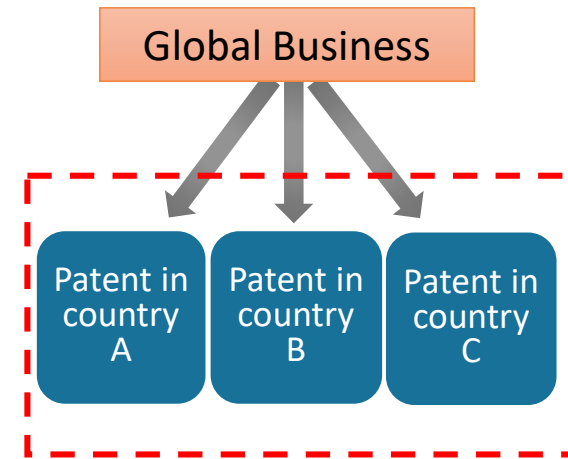 Global Business
Patent in
country
A
Patent in
country
B
Patent in
country
C